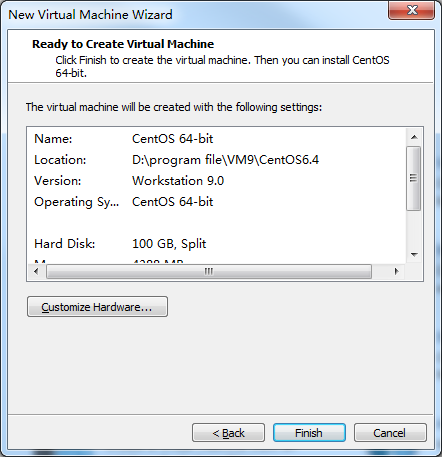 New Virtual Machine Wizard
Ready to Create Virtual Machine
Click Finish to create the virtual machine. Then you can install CentOS
64-bit.
The virtual machine will be created with the following settings:
Name: CentOS 64-bit
Location: D:\program file\VM9\CentOS6.4
Version: Workstation 9.0
Operating Sy... CentOS 64-bit
Hard Disk: 100 GB, Split
Customize Hardware...
< Back Finish Cancel